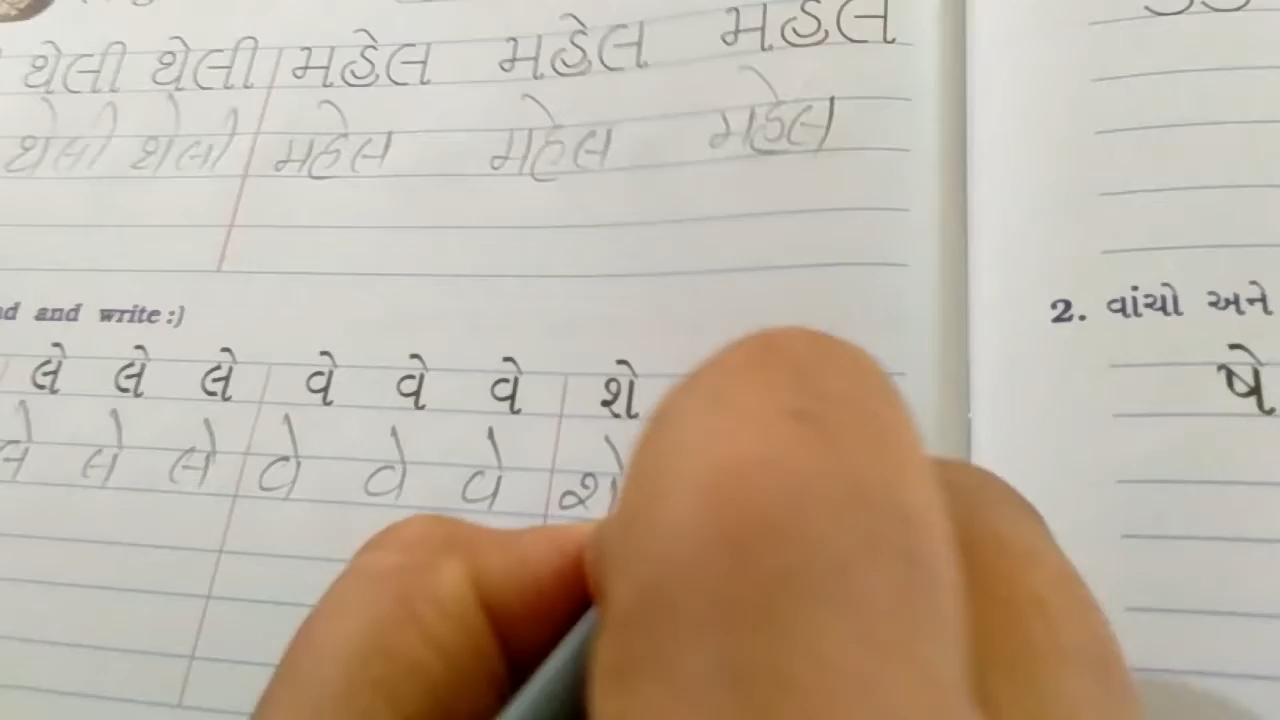 થેલી થેલી મહેલ મહેલ મહેલ
થેલી થેલી મહેલ મહેલ મહેલ
and write:)
લે લે લે વે વે વે શે
લે લે લે વે વે વે શે
2. વાંચો અને
ષે